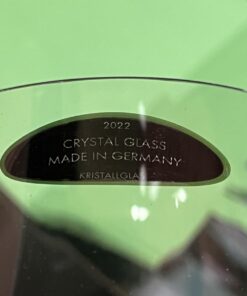 2022
CRYSTAL GLASS
MADE IN GERMANY
KRISTALLGLAS